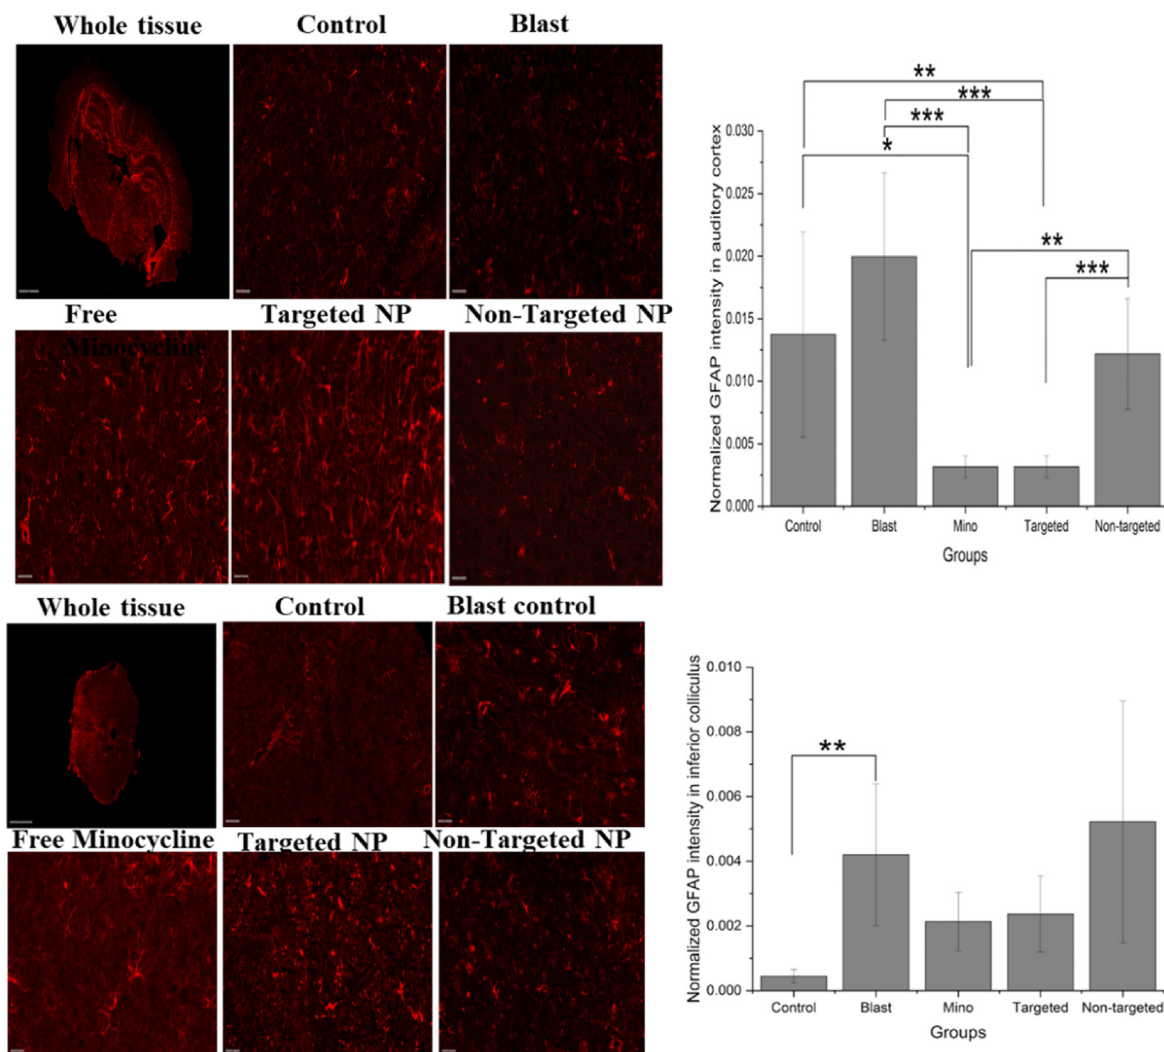 Whole tissue
Control
Blast
Free
Minocycline
Targeted NP
Non-Targeted NP
Whole tissue
Control
Blast control
Free Minocycline
Targeted NP
Non-Targeted NP
Normalized GFAP intensity in auditory cortex
0.030
0.025
0.020
0.015
0.010
0.005
0.000
**
***
***
*
**
***
Control Blast Mino Targeted Non-targeted
Groups
Normalized GFAP intensity in inferior colliculus
0.010
0.008
0.006
0.004
0.002
0.000
**
Control Blast Mino Targeted Non-targeted
Groups